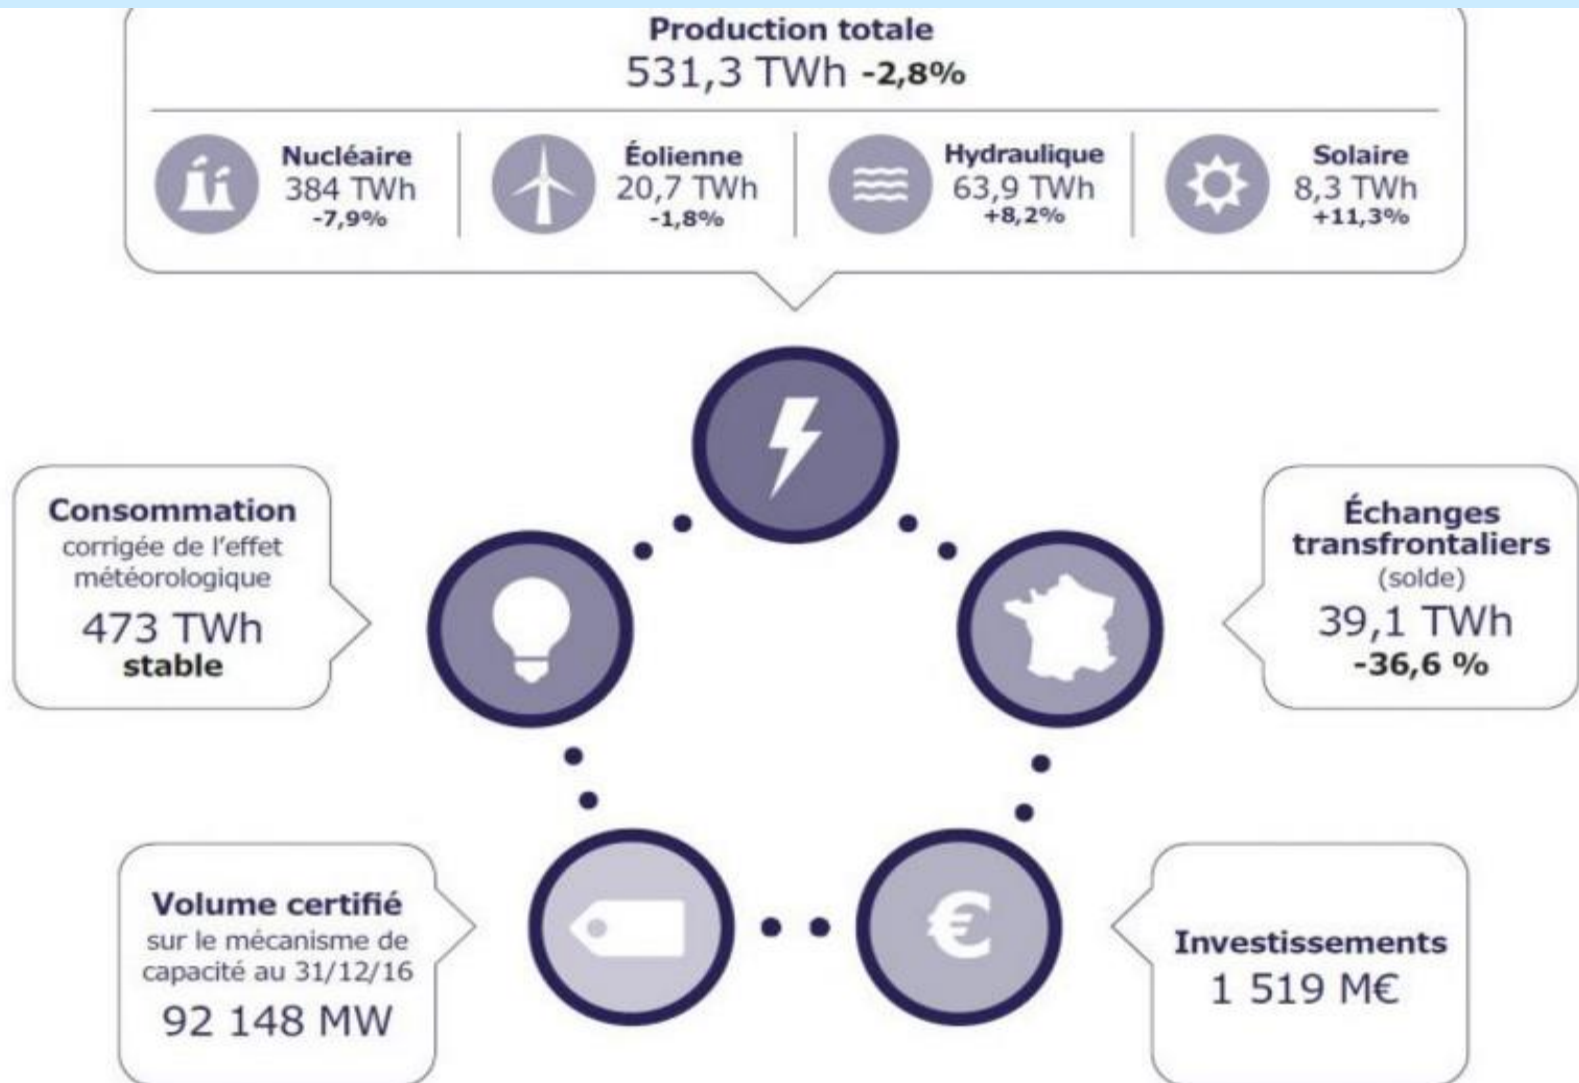 Production totale
531,3 TWh -2,8%
Nucléaire
384 TWh
-7,9%
Éolienne
20,7 TWh
-1,8%
Hydraulique
63,9 TWh
+8,2%
Solaire
8,3 TWh
+11,3%
Consommation
corrigée de l'effet
météorologique
473 TWh
stable
Échanges
transfrontaliers
(solde)
39,1 TWh
-36,6 %
Volume certifié
sur le mécanisme de
capacité au 31/12/16
92 148 MW
€
Investissements
1 519 M€